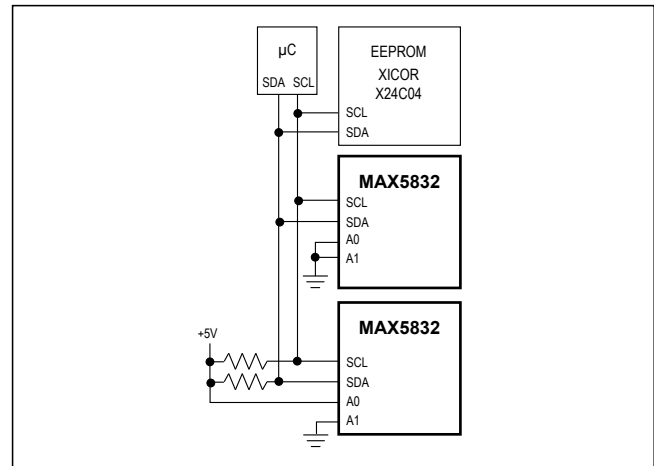 µC
SDA SCL
EEPROM
XICOR
X24C04
SCL
SDA
MAX5832
SCL
SDA
A0
A1
+5V
MAX5832
SCL
SDA
A0
A1